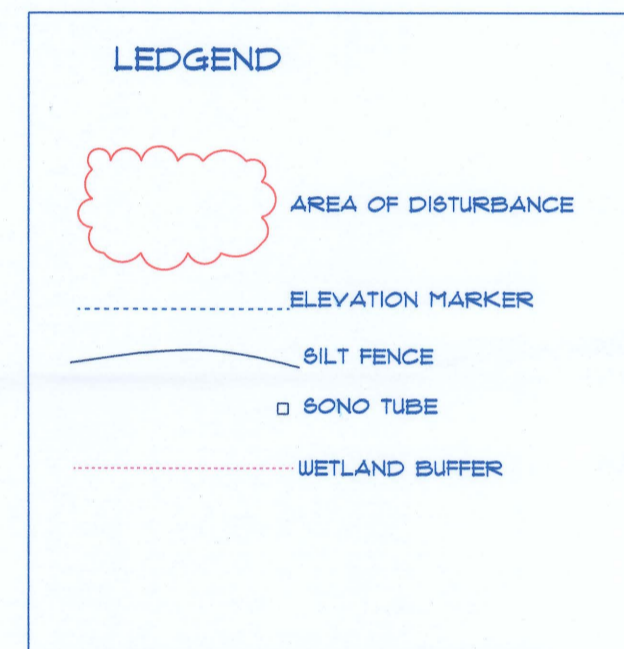 LEDGEND
AREA OF DISTURBANCE
ELEVATION MARKER
SILT FENCE
SONO TUBE
WETLAND BUFFER